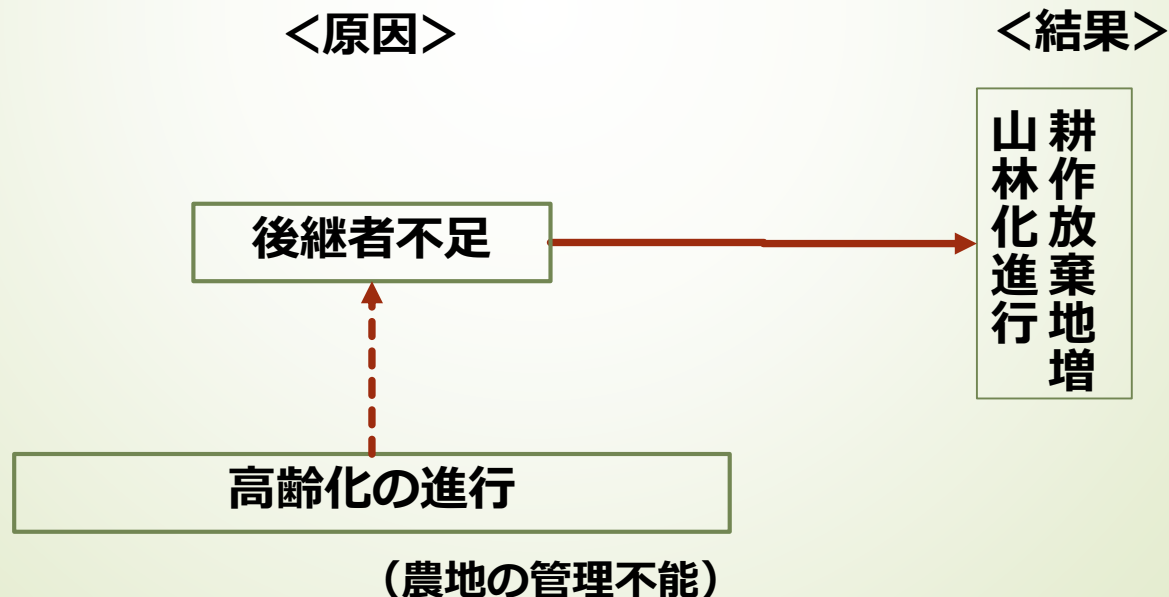 ＜原因＞
＜結果＞
耕作放棄地増
山林化進行
後継者不足
高齢化の進行
（農地の管理不能）